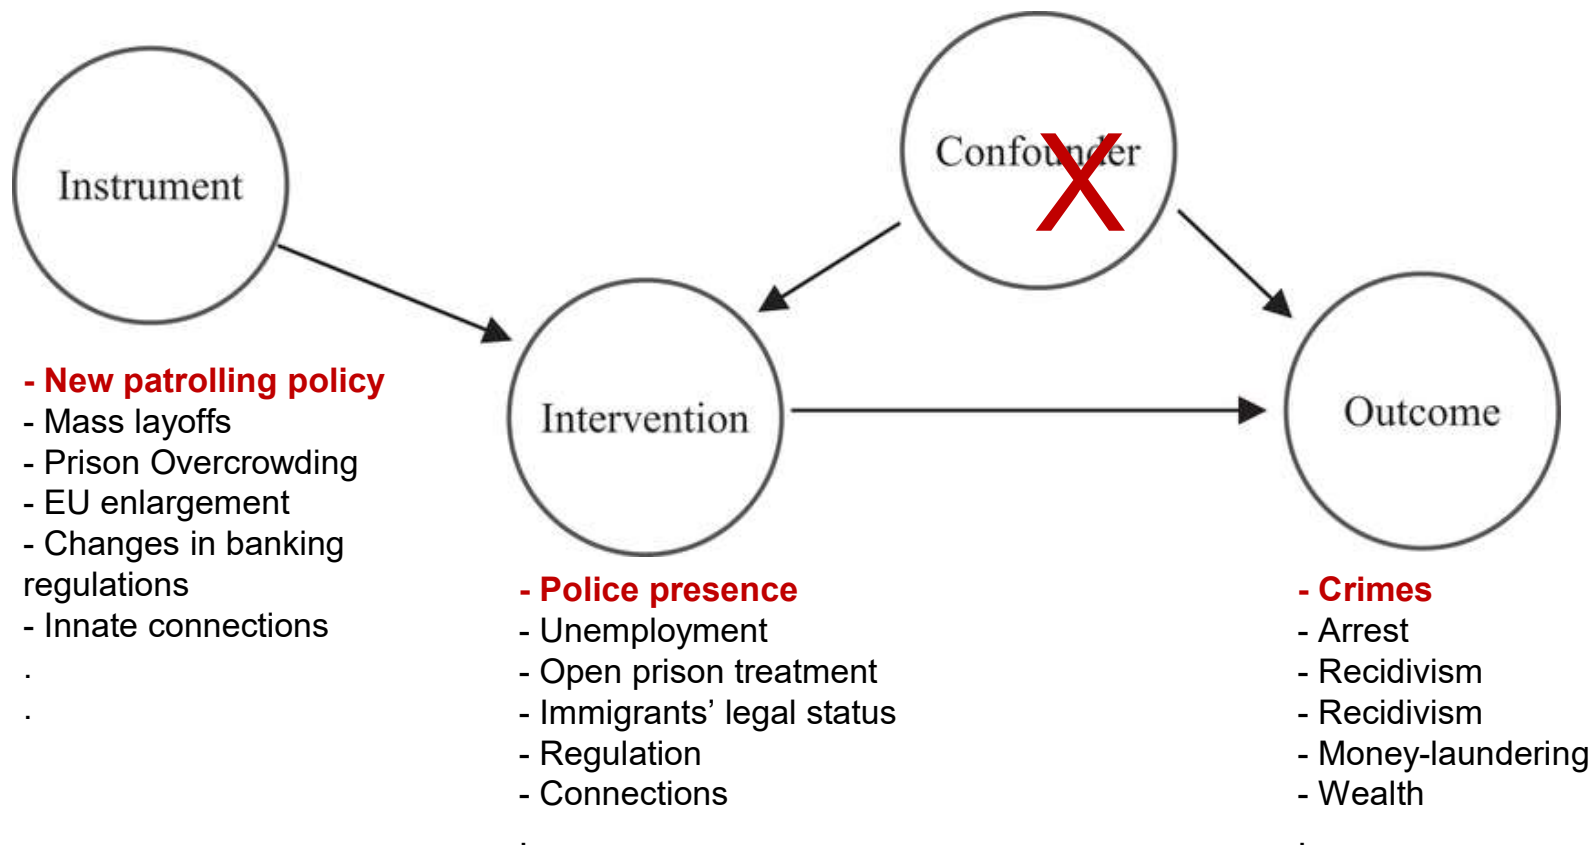 Instrument
Confounder
X
Intervention
Outcome
- New patrolling policy
- Mass layoffs
- Prison Overcrowding
- EU enlargement
- Changes in banking
regulations
- Innate connections
.
.
- Police presence
- Unemployment
- Open prison treatment
- Immigrants’ legal status
- Regulation
- Connections
.
- Crimes
- Arrest
- Recidivism
- Recidivism
- Money-laundering
- Wealth
.